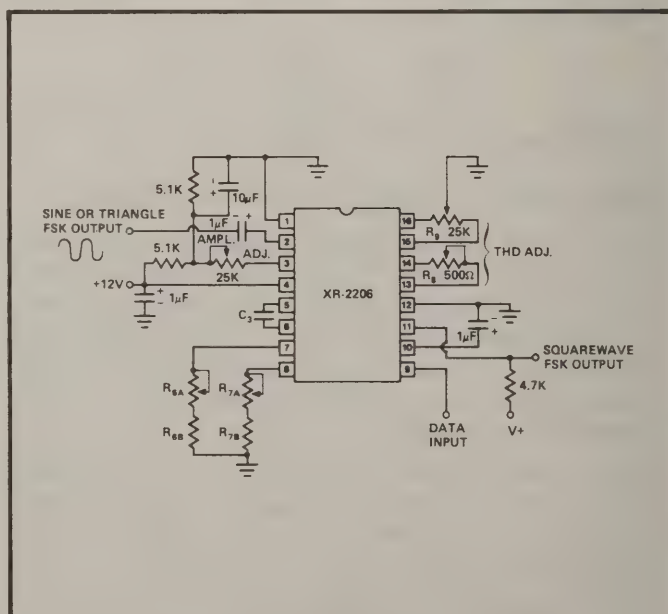 5.1K
10µF
SINE OR TRIANGLE
FSK OUTPUT
1µF
AMPL.
ADJ.
5.1K
25K
+12V
1µF
C3
R6A
R7A
R6B
R7B
1
2
3
4
5
6
7
8
XR-2206
16
15
14
13
12
11
10
9
R9 25K
R8 500Ω
THD ADJ.
1µF
SQUAREWAVE
FSK OUTPUT
4.7K
DATA
INPUT
V+